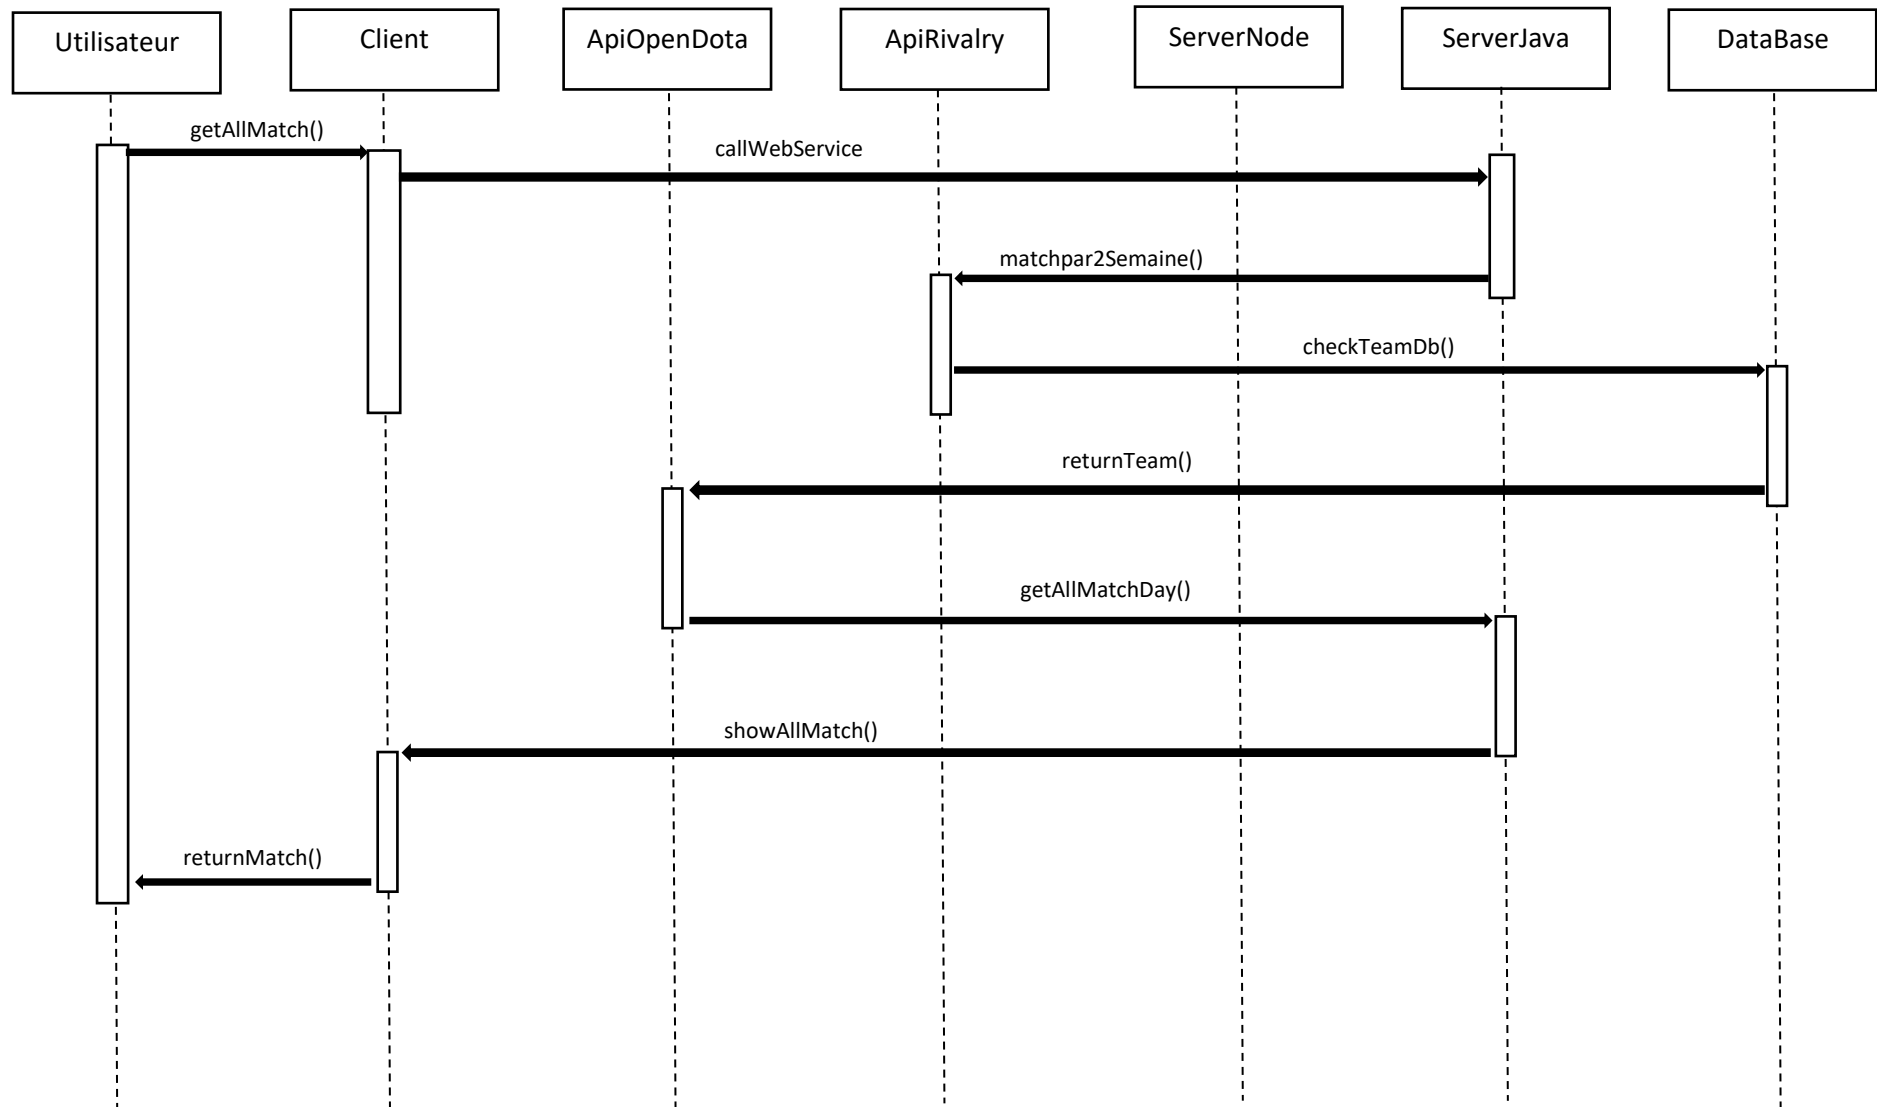 Utilisateur
Client
ApiOpenDota
ApiRivalry
ServerNode
ServerJava
DataBase
getAllMatch()
callWebService
matchpar2Semaine()
checkTeamDb()
returnTeam()
getAllMatchDay()
showAllMatch()
returnMatch()